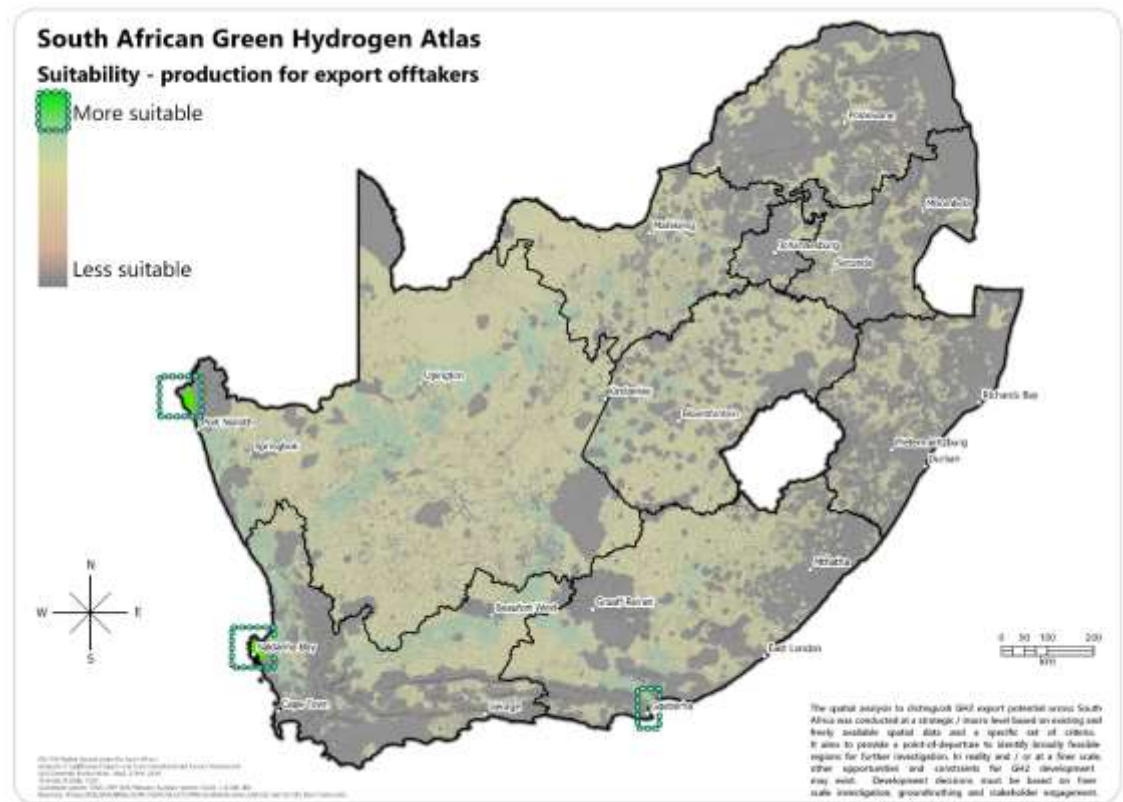 South African Green Hydrogen Atlas
Suitability - production for export offtakers
More suitable
Less suitable
Polokwane
Mbombela
Mahikeng
Johannesburg
Secunda
Upington
Kimberley
Bloemfontein
Richards Bay
Port Nolloth
Springbok
Pietermaritzburg
Durban
Mthatha
N
W
E
S
Beaufort West
Graaff-Reinet
Saldanha Bay
East London
Cape Town
Gqeberha
0 50 100 200
km
The spatial analysis to distinguish GH2 export potential across South
Africa was conducted at a strategic / macro level based on existing and
freely available spatial data and a specific set of criteria.
It aims to provide a point-of-departure to identify broadly feasible
regions for further investigation. In reality and / or at a finer scale,
other opportunities and constraints for GH2 development
may exist. Development decisions must be based on finer
scale investigation, groundtruthing and stakeholder engagement.